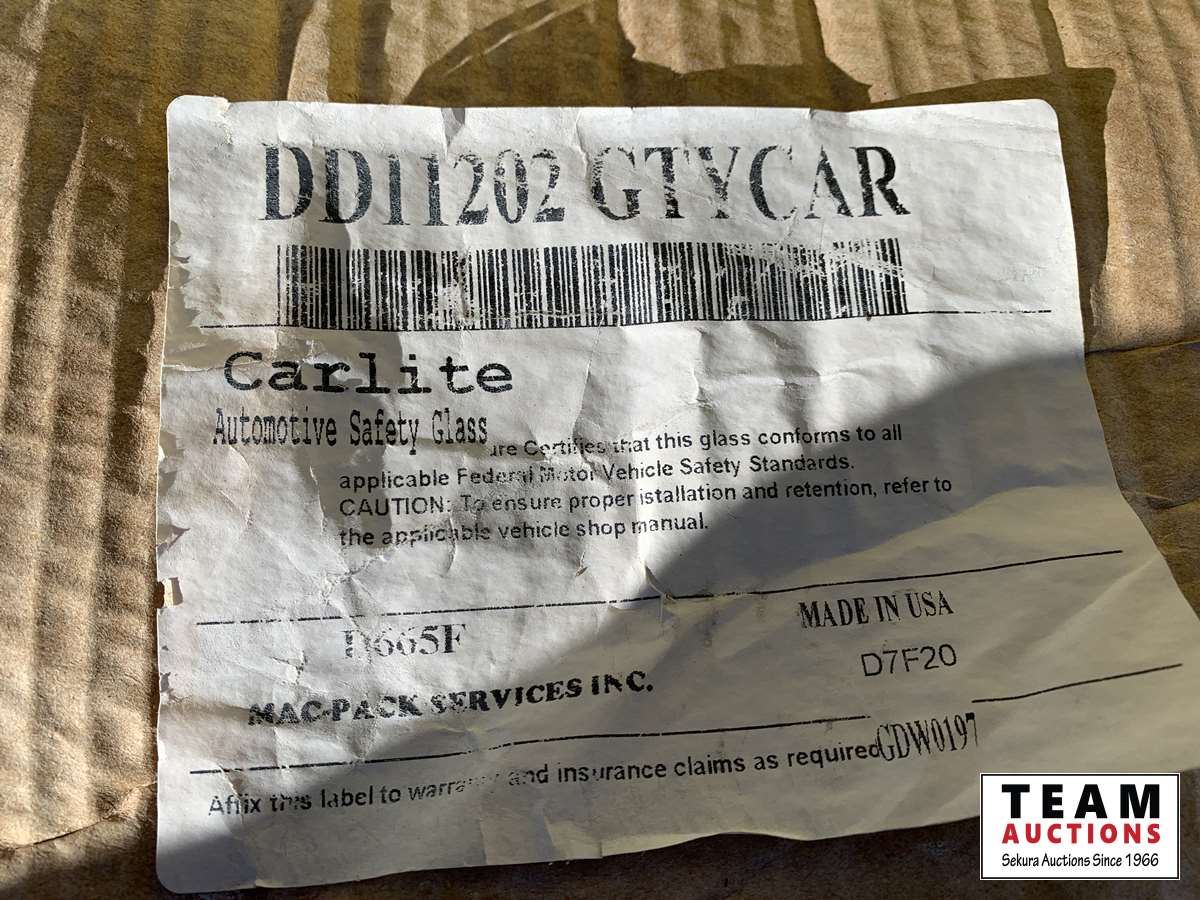 DD11202 GTYCAR
Carlite
Automotive Safety Glass
ure Certifies that this glass conforms to all
applicable Federal Motor Vehicle Safety Standards.
CAUTION: To ensure proper istallation and retention, refer to
the applicable vehicle shop manual.
D665F
MADE IN USA
MAC-PACK SERVICES INC.
D7F20
GDW0197
Affix this label to warranty and insurance claims as required
TEAM
AUCTIONS
Sekura Auctions Since 1966